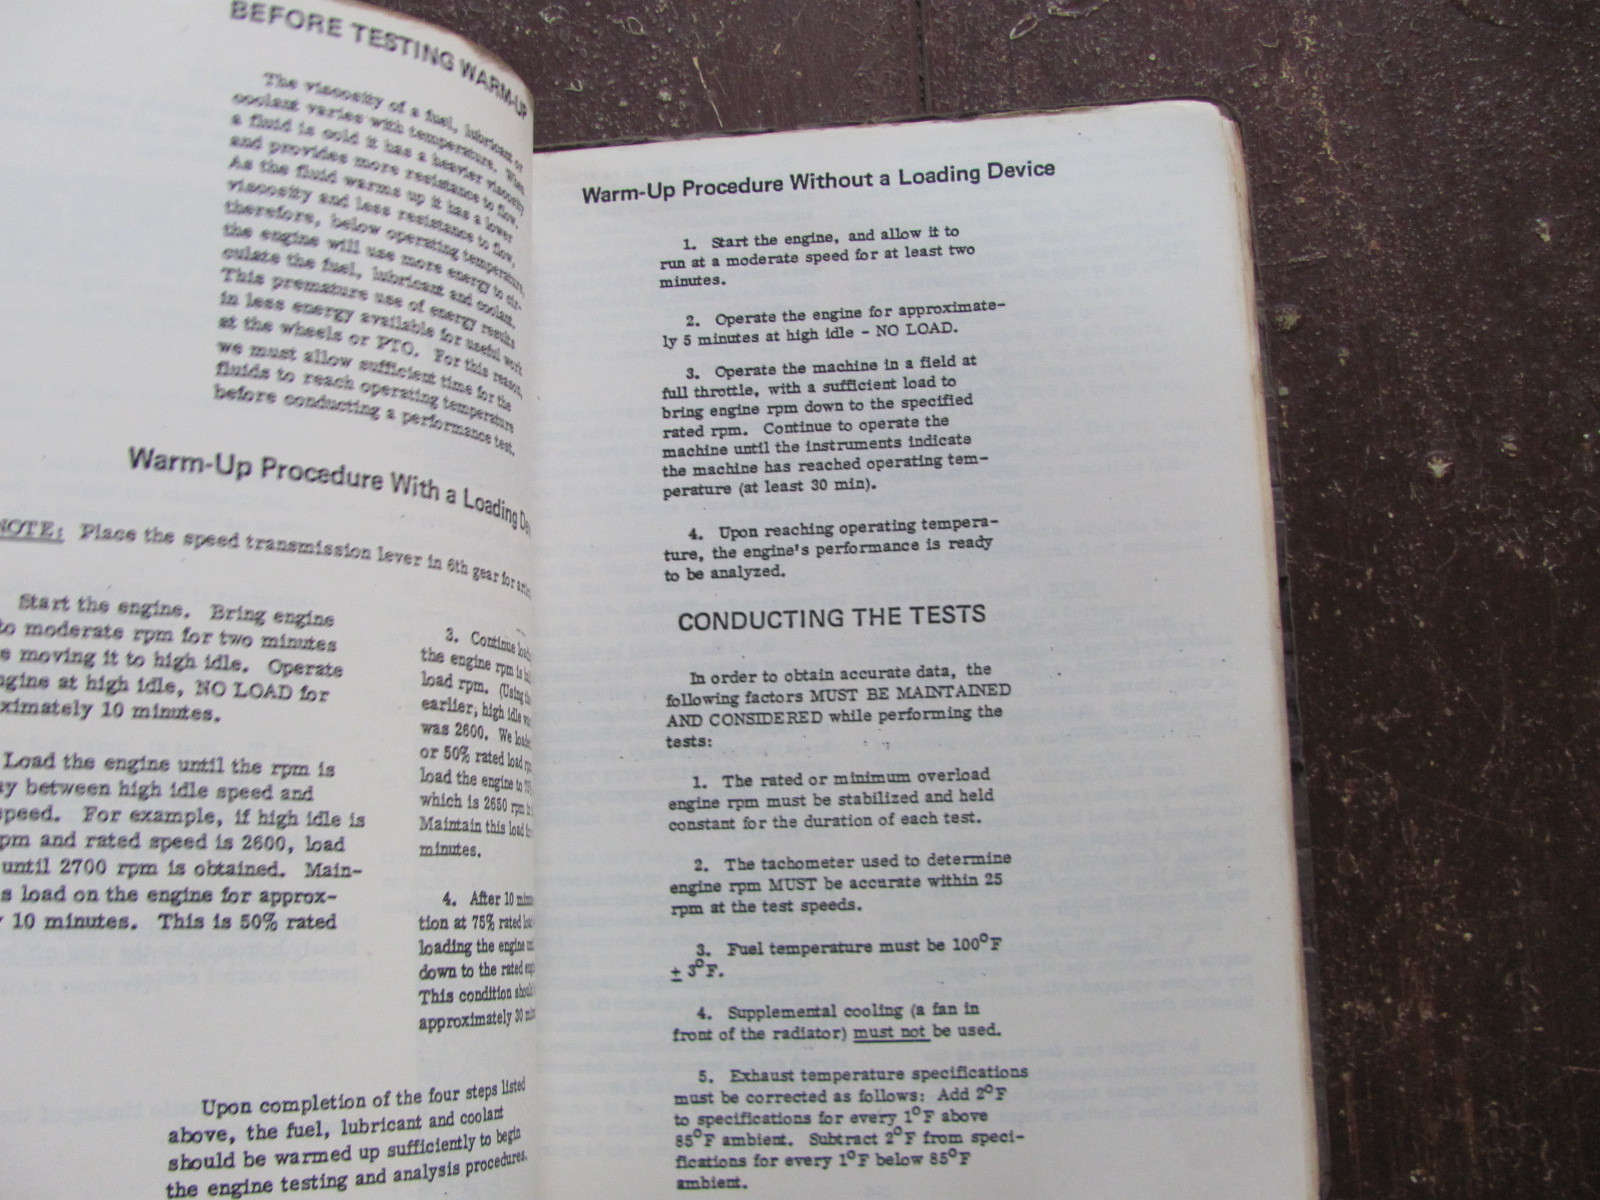 BEFORE TESTING WARM-UP
The viscosity of a fuel, lubricant or
coolant varies with temperature. When
a fluid is cold it has a heavier viscosity
and provides more resistance to flow.
As the fluid warms up it has a lower
viscosity and less resistance to flow,
therefore, below operating temperature,
the engine will use more energy to cir-
culate the fuel, lubricant and coolant.
This premature use of energy results
in less energy available for useful work
at the wheels or PTO. For this reason,
we must allow sufficient time for the
fluids to reach operating temperature
before conducting a performance test.
Warm-Up Procedure With a Loading
NOTE: Place the speed transmission lever in 6th gear for
Start the engine. Bring engine
to moderate rpm for two minutes
moving it to high idle. Operate
at high idle, NO LOAD for
10 minutes.
Load the engine until the rpm is
between high idle speed and
speed. For example, if high idle is
rpm and rated speed is 2600, load
until 2700 rpm is obtained. Main-
load on the engine for approx-
10 minutes. This is 50% rated
3. Continue
the engine rpm is
load rpm. (Using
earlier; high idle
was 2600. We
or 50% rated load
load the engine to
which is 2650 rpm
Maintain this load
minutes.
4. After 10
tion at 75% rated
loading the engine
down to the rated
This condition
approximately 30
Upon completion of the four steps listed
above, the fuel, lubricant and coolant
should be warmed up sufficiently to begin
the engine testing and analysis procedures.
Warm-Up Procedure Without a Loading Device
1. Start the engine, and allow it to
run at a moderate speed for at least two
minutes.
2. Operate the engine for approximate-
ly 5 minutes at high idle - NO LOAD.
3. Operate the machine in a field at
full throttle, with a sufficient load to
bring engine rpm down to the specified
rated rpm. Continue to operate the
machine until the instruments indicate
the machine has reached operating tem-
perature (at least 30 min).
4. Upon reaching operating tempera-
ture, the engine's performance is ready
to be analyzed.
CONDUCTING THE TESTS
In order to obtain accurate data, the
following factors MUST BE MAINTAINED
AND CONSIDERED while performing the
tests:
1. The rated or minimum overload
engine rpm must be stabilized and held
constant for the duration of each test.
2. The tachometer used to determine
engine rpm MUST be accurate within 25
rpm at the test speeds.
3. Fuel temperature must be 100°F
± 3°F.
4. Supplemental cooling (a fan in
front of the radiator) must not be used.
5. Exhaust temperature specifications
must be corrected as follows: Add 2°F
to specifications for every 1°F above
85°F ambient. Subtract 2°F from speci-
fications for every 1°F below 85°F
ambient.